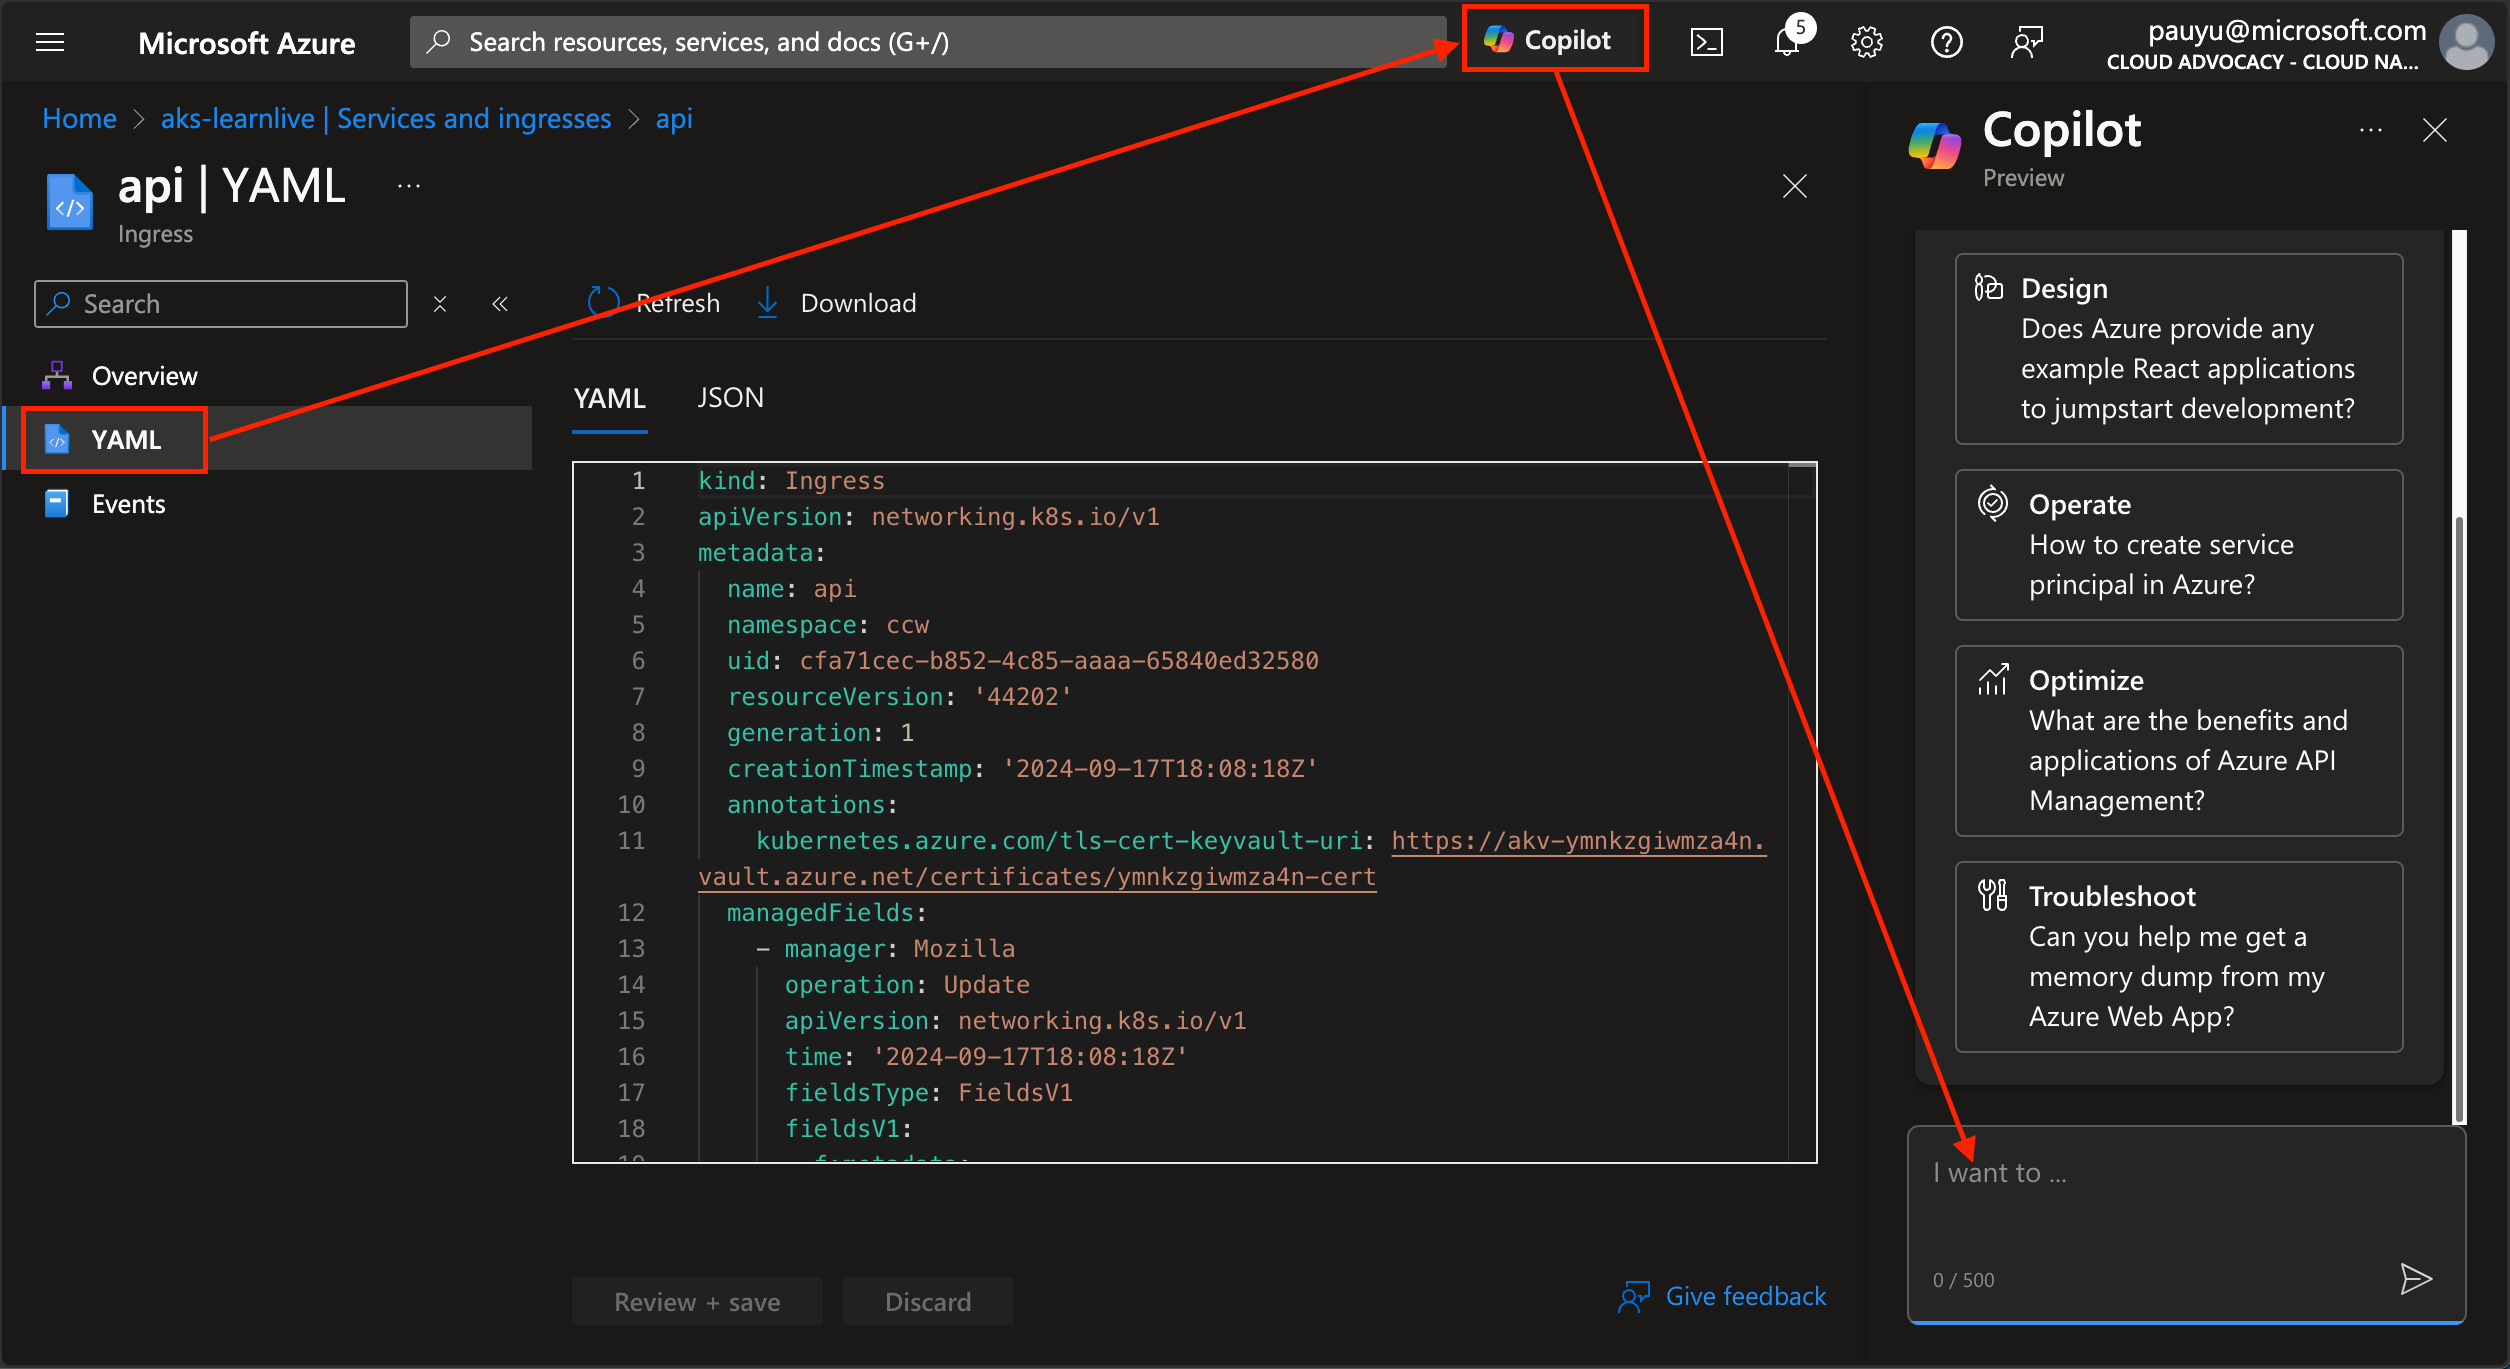 Microsoft Azure
Search resources, services, and docs (G+/)
Copilot
5
pauyu@microsoft.com
CLOUD ADVOCACY - CLOUD NA...
Home > aks-learnlive | Services and ingresses > api
api | YAML ...
Ingress
Search
Overview
YAML
Events
Refresh
Download
YAML
JSON
1 kind: Ingress
2 apiVersion: networking.k8s.io/v1
3 metadata:
4 name: api
5 namespace: ccw
6 uid: cfa71cec-b852-4c85-aaaa-65840ed32580
7 resourceVersion: '44202'
8 generation: 1
9 creationTimestamp: '2024-09-17T18:08:18Z'
10 annotations:
11 kubernetes.azure.com/tls-cert-keyvault-uri: https://akv-ymnkzgiwmza4n.
vault.azure.net/certificates/ymnkzgiwmza4n-cert
12 managedFields:
13 - manager: Mozilla
14 operation: Update
15 apiVersion: networking.k8s.io/v1
16 time: '2024-09-17T18:08:18Z'
17 fieldsType: FieldsV1
18 fieldsV1:
Review + save
Discard
Give feedback
Copilot
Preview
Design
Does Azure provide any
example React applications
to jumpstart development?
Operate
How to create service
principal in Azure?
Optimize
What are the benefits and
applications of Azure API
Management?
Troubleshoot
Can you help me get a
memory dump from my
Azure Web App?
I want to ...
0 / 500